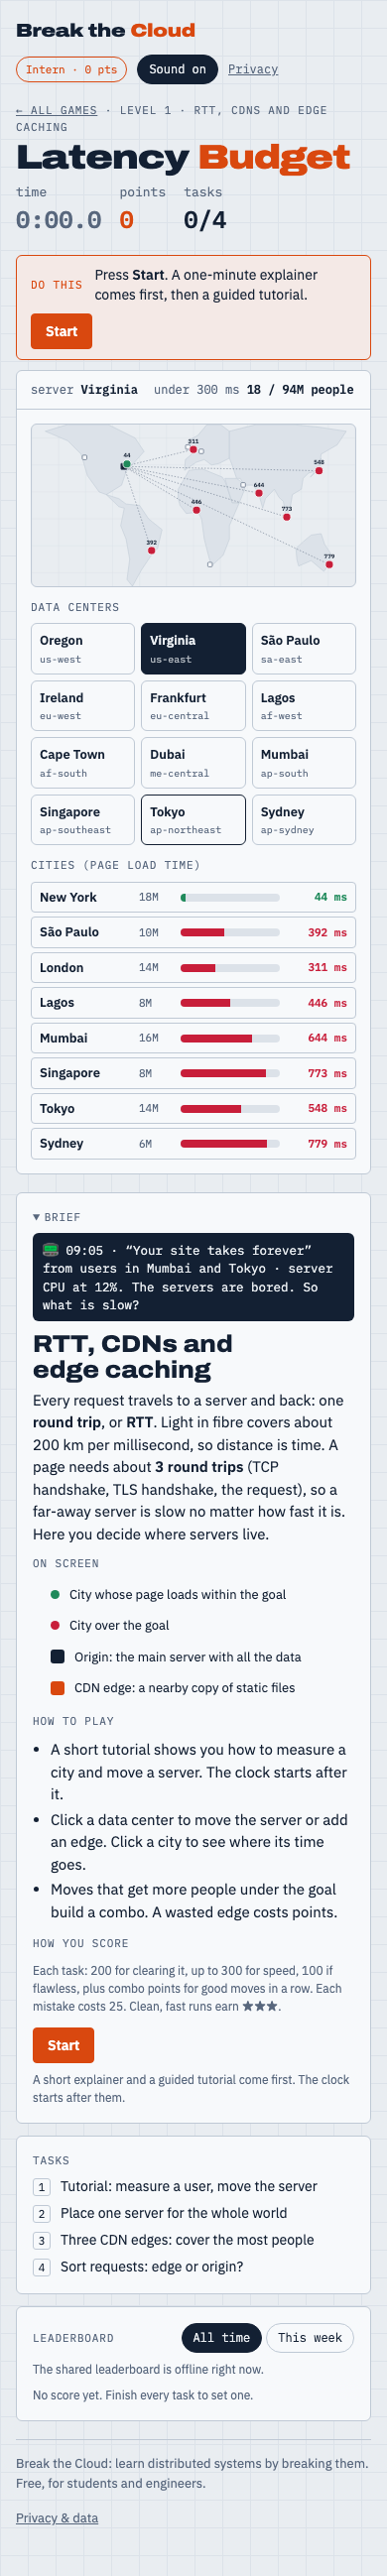 Break the Cloud
Intern · 0 pts
Sound on
Privacy
← ALL GAMES · LEVEL 1 · RTT, CDNS AND EDGE
CACHING
Latency Budget
time points tasks
0:00.0 0 0/4
DO THIS
Press Start. A one-minute explainer
comes first, then a guided tutorial.
Start
server Virginia under 300 ms 18 / 94M people
44
311
548
644
446
773
392
779
DATA CENTERS
Oregon
us-west
Virginia
us-east
São Paulo
sa-east
Ireland
eu-west
Frankfurt
eu-central
Lagos
af-west
Cape Town
af-south
Dubai
me-central
Mumbai
ap-south
Singapore
ap-southeast
Tokyo
ap-northeast
Sydney
ap-sydney
CITIES (PAGE LOAD TIME)
New York 18M 44 ms
São Paulo 10M 392 ms
London 14M 311 ms
Lagos 8M 446 ms
Mumbai 16M 644 ms
Singapore 8M 773 ms
Tokyo 14M 548 ms
Sydney 6M 779 ms
▼ BRIEF
09:05 · “Your site takes forever”
from users in Mumbai and Tokyo · server
CPU at 12%. The servers are bored. So
what is slow?
RTT, CDNs and
edge caching
Every request travels to a server and back: one
round trip, or RTT. Light in fibre covers about
200 km per millisecond, so distance is time. A
page needs about 3 round trips (TCP
handshake, TLS handshake, the request), so a
far-away server is slow no matter how fast it is.
Here you decide where servers live.
ON SCREEN
City whose page loads within the goal
City over the goal
Origin: the main server with all the data
CDN edge: a nearby copy of static files
HOW TO PLAY
• A short tutorial shows you how to measure a
city and move a server. The clock starts after
it.
• Click a data center to move the server or add
an edge. Click a city to see where its time
goes.
• Moves that get more people under the goal
build a combo. A wasted edge costs points.
HOW YOU SCORE
Each task: 200 for clearing it, up to 300 for speed, 100 if
flawless, plus combo points for good moves in a row. Each
mistake costs 25. Clean, fast runs earn ★★★.
Start
A short explainer and a guided tutorial come first. The clock
starts after them.
TASKS
1 Tutorial: measure a user, move the server
2 Place one server for the whole world
3 Three CDN edges: cover the most people
4 Sort requests: edge or origin?
LEADERBOARD
All time
This week
The shared leaderboard is offline right now.
No score yet. Finish every task to set one.
Break the Cloud: learn distributed systems by breaking them.
Free, for students and engineers.
Privacy & data